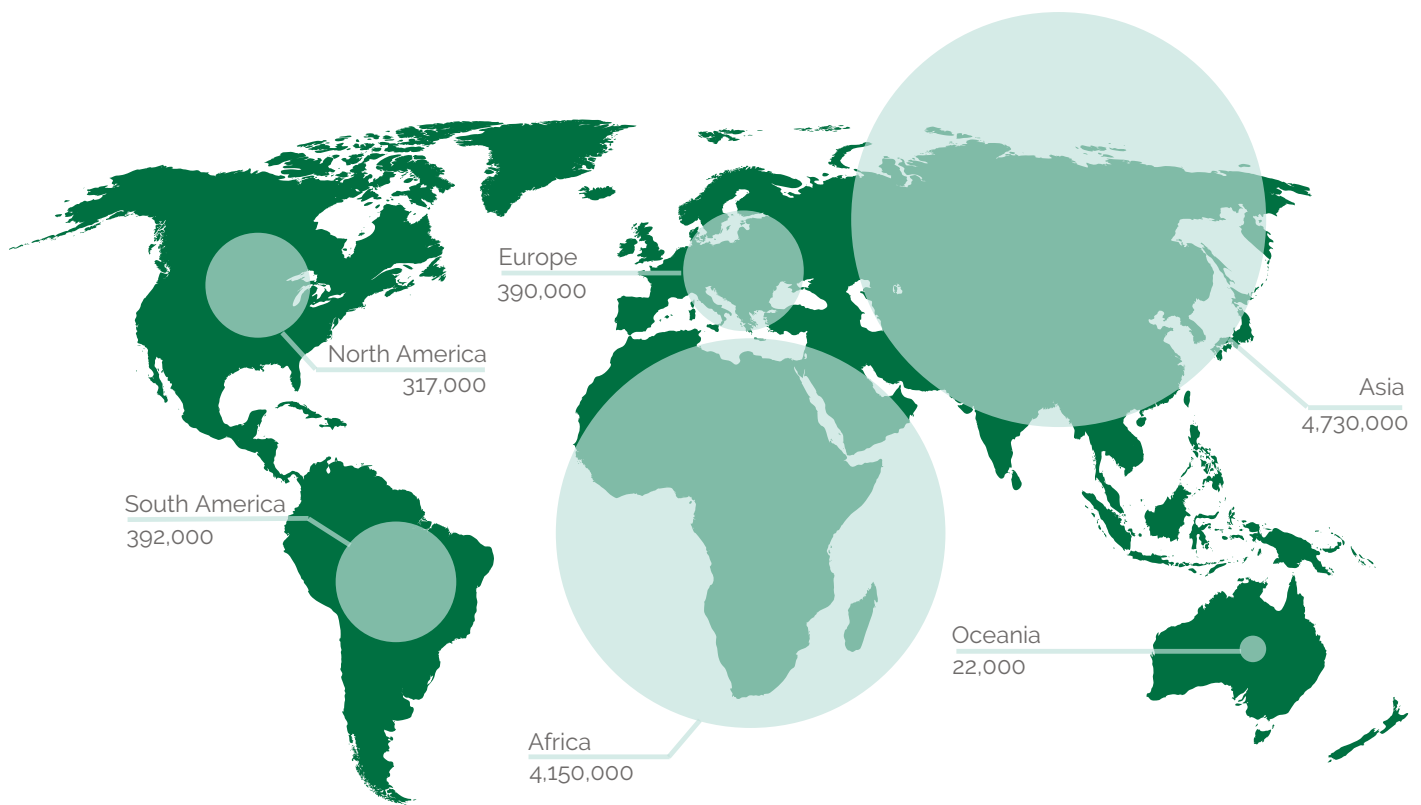 Europe
390,000
North America
317,000
Asia
4,730,000
South America
392,000
Oceania
22,000
Africa
4,150,000